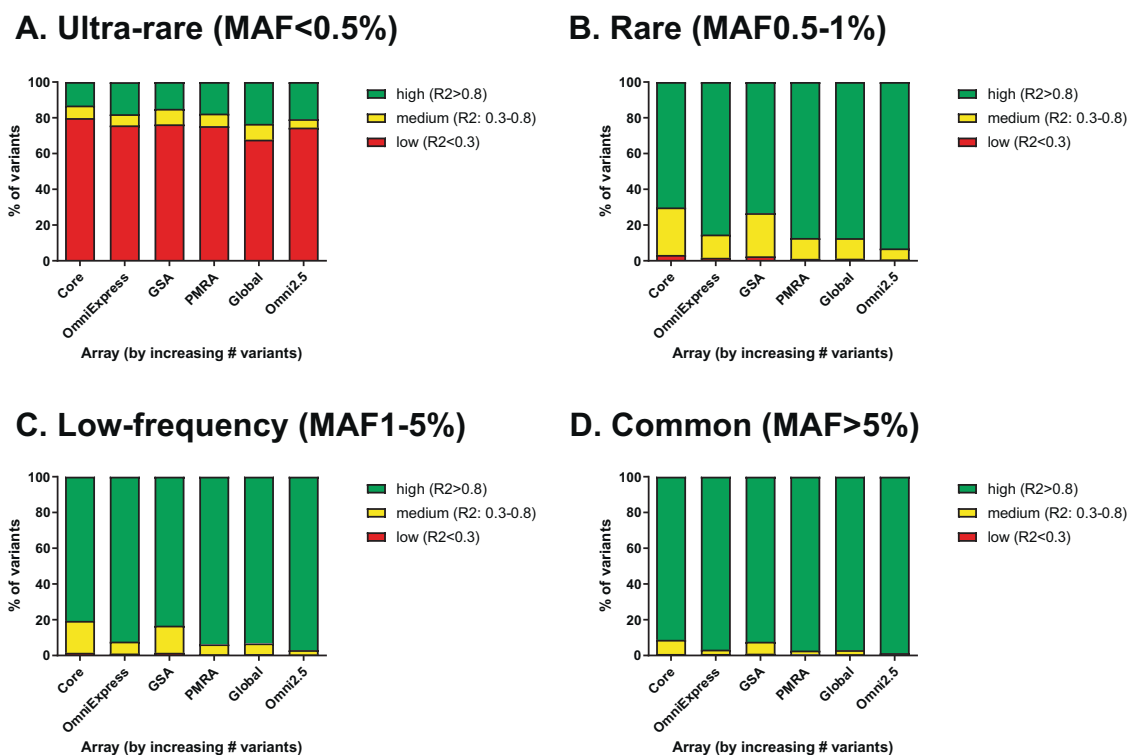 A. Ultra-rare (MAF<0.5%)
% of variants
100
80
60
40
20
0
Core
OmniExpress
GSA
PMRA
Global
Omni2.5
Array (by increasing # variants)
high (R2>0.8)
medium (R2: 0.3-0.8)
low (R2<0.3)
B. Rare (MAF0.5-1%)
% of variants
100
80
60
40
20
0
Core
OmniExpress
GSA
PMRA
Global
Omni2.5
Array (by increasing # variants)
high (R2>0.8)
medium (R2: 0.3-0.8)
low (R2<0.3)
C. Low-frequency (MAF1-5%)
% of variants
100
80
60
40
20
0
Core
OmniExpress
GSA
PMRA
Global
Omni2.5
Array (by increasing # variants)
high (R2>0.8)
medium (R2: 0.3-0.8)
low (R2<0.3)
D. Common (MAF>5%)
% of variants
100
80
60
40
20
0
Core
OmniExpress
GSA
PMRA
Global
Omni2.5
Array (by increasing # variants)
high (R2>0.8)
medium (R2: 0.3-0.8)
low (R2<0.3)